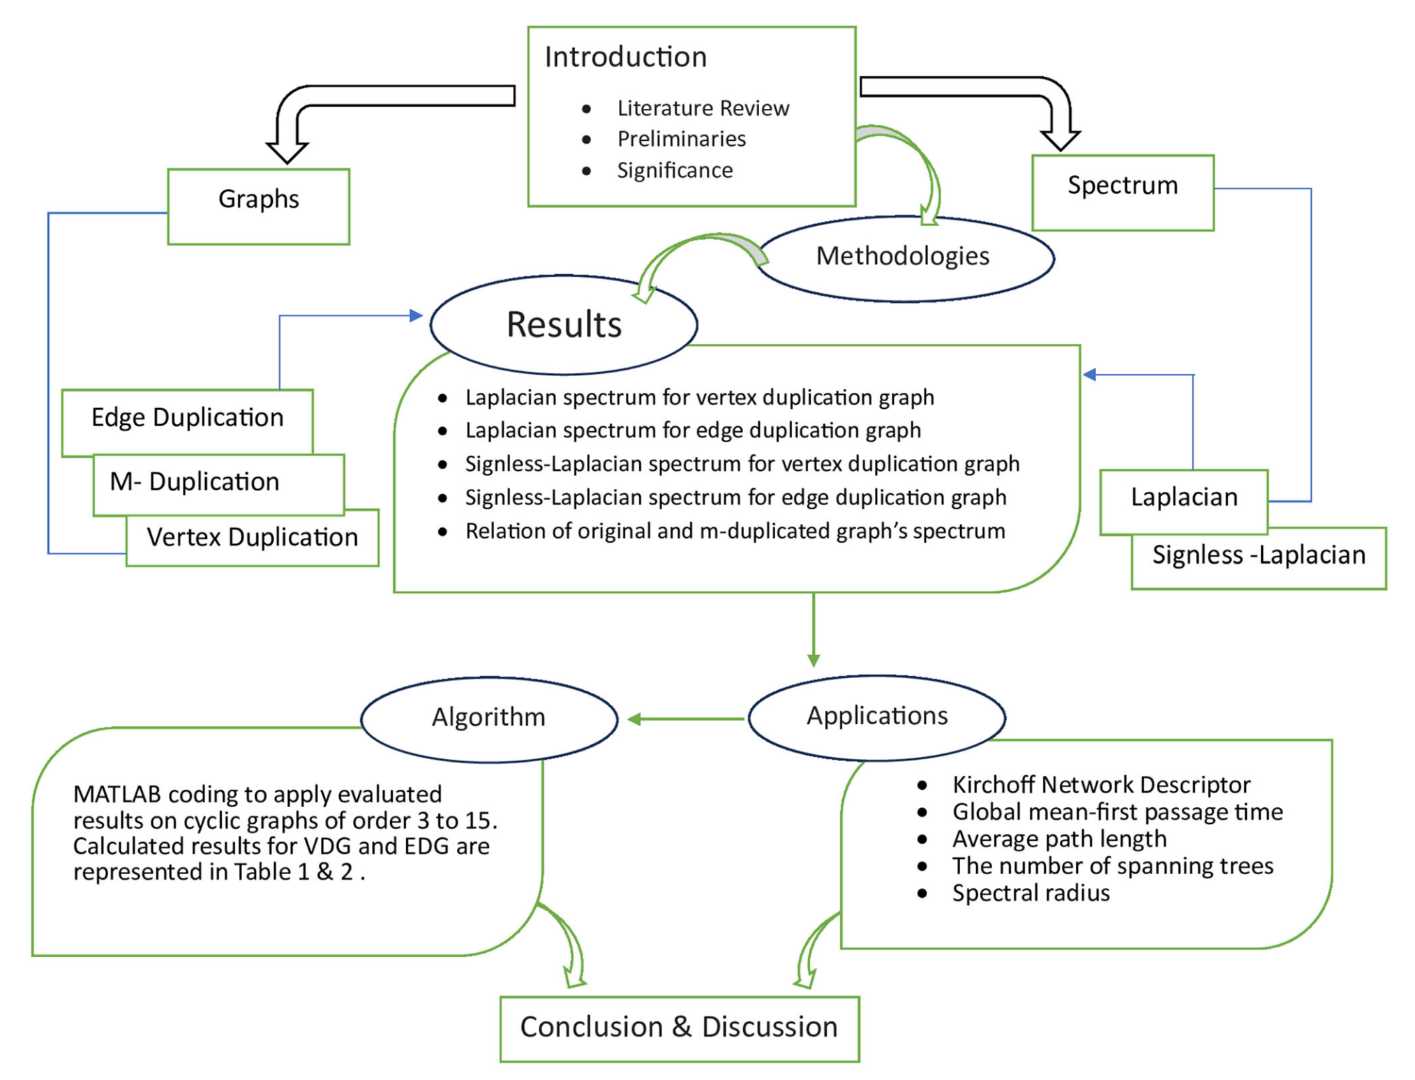 Introduction
• Literature Review
• Preliminaries
• Significance
Graphs
Spectrum
Methodologies
Results
• Laplacian spectrum for vertex duplication graph
• Laplacian spectrum for edge duplication graph
• Signless-Laplacian spectrum for vertex duplication graph
• Signless-Laplacian spectrum for edge duplication graph
• Relation of original and m-duplicated graph’s spectrum
Edge Duplication
M- Duplication
Vertex Duplication
Laplacian
Signless -Laplacian
Algorithm
MATLAB coding to apply evaluated
results on cyclic graphs of order 3 to 15.
Calculated results for VDG and EDG are
represented in Table 1 & 2 .
Applications
• Kirchoff Network Descriptor
• Global mean-first passage time
• Average path length
• The number of spanning trees
• Spectral radius
Conclusion & Discussion